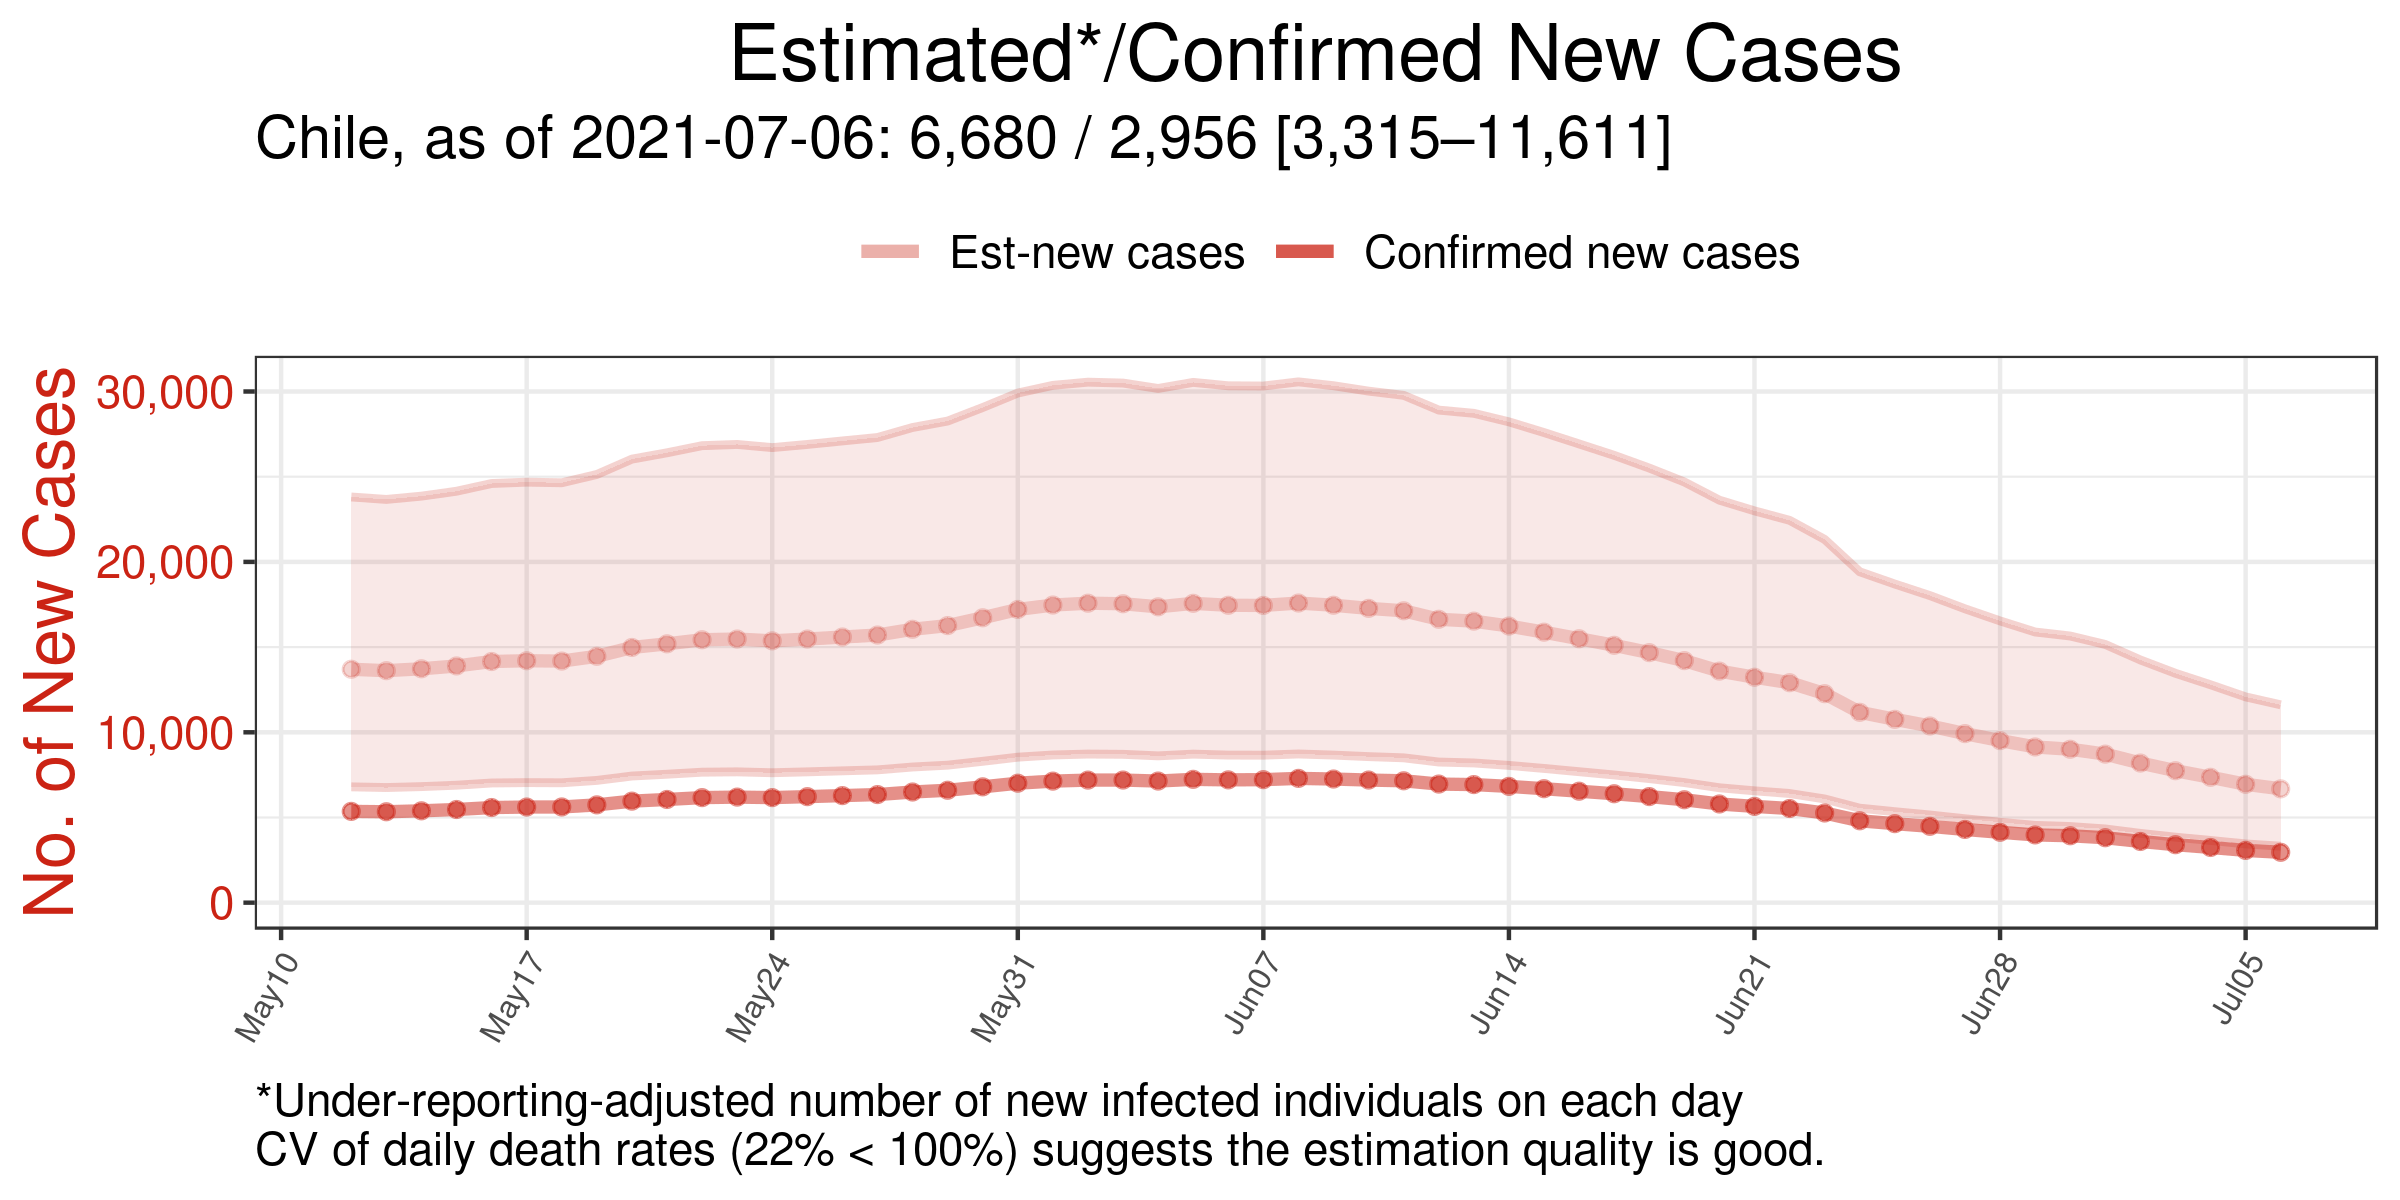 Estimated*/Confirmed New Cases
Chile, as of 2021-07-06: 6,680 / 2,956 [3,315–11,611]
Est-new cases
Confirmed new cases
No. of New Cases
30,000
20,000
10,000
0
May10
May17
May24
May31
Jun07
Jun14
Jun21
Jun28
Jul05
*Under-reporting-adjusted number of new infected individuals on each day
CV of daily death rates (22% < 100%) suggests the estimation quality is good.